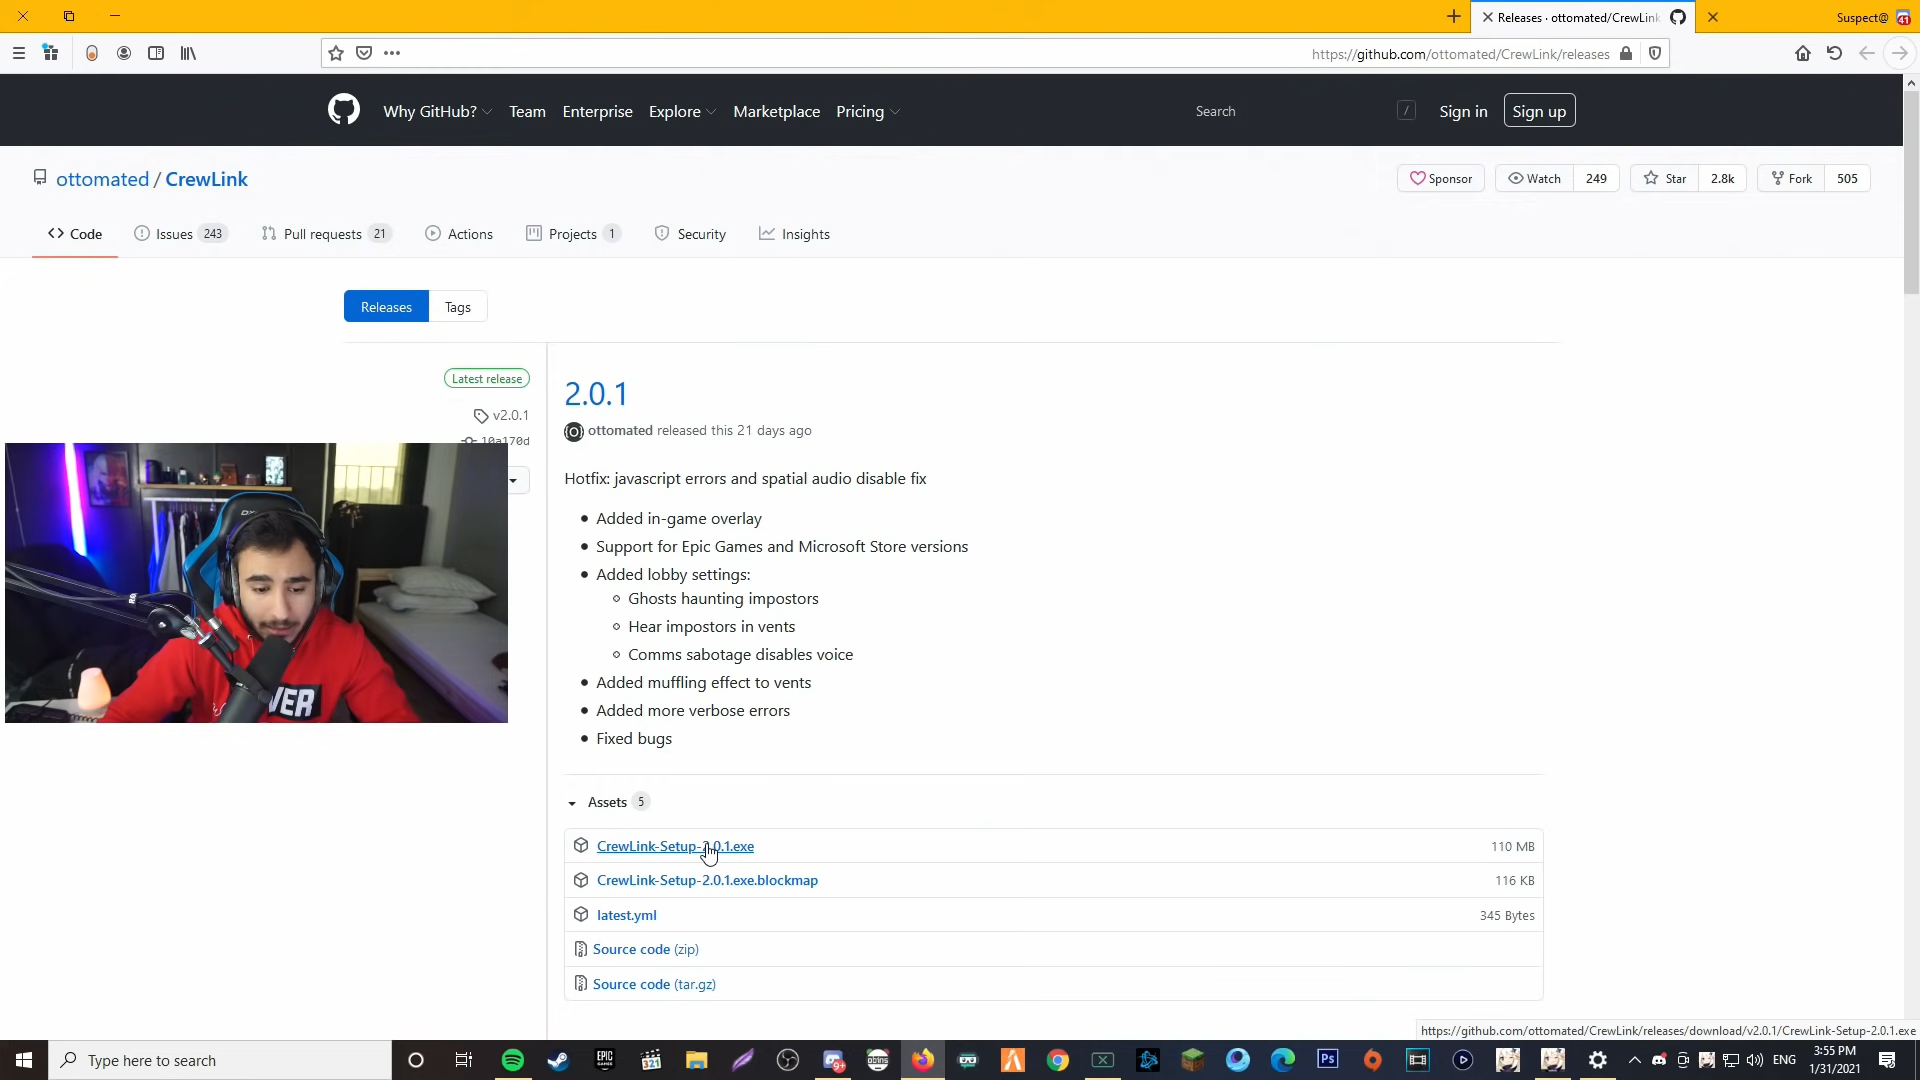 Releases · ottomated/CrewLink
Suspect@ 41
https://github.com/ottomated/CrewLink/releases
Why GitHub? Team Enterprise Explore Marketplace Pricing Search / Sign in Sign up
ottomated / CrewLink
Sponsor Watch 249 Star 2.8k Fork 505
Code Issues 243 Pull requests 21 Actions Projects 1 Security Insights
Releases Tags
Latest release
v2.0.1
10a170d
2.0.1
ottomated released this 21 days ago
Hotfix: javascript errors and spatial audio disable fix
• Added in-game overlay
• Support for Epic Games and Microsoft Store versions
• Added lobby settings:
◦ Ghosts haunting impostors
◦ Hear impostors in vents
◦ Comms sabotage disables voice
• Added muffling effect to vents
• Added more verbose errors
• Fixed bugs
Assets 5
CrewLink-Setup-2.0.1.exe 110 MB
CrewLink-Setup-2.0.1.exe.blockmap 116 KB
latest.yml 345 Bytes
Source code (zip)
Source code (tar.gz)
https://github.com/ottomated/CrewLink/releases/download/v2.0.1/CrewLink-Setup-2.0.1.exe
Type here to search
EPIC GAMES
321
9+
Ps
ENG
3:55 PM
1/31/2021